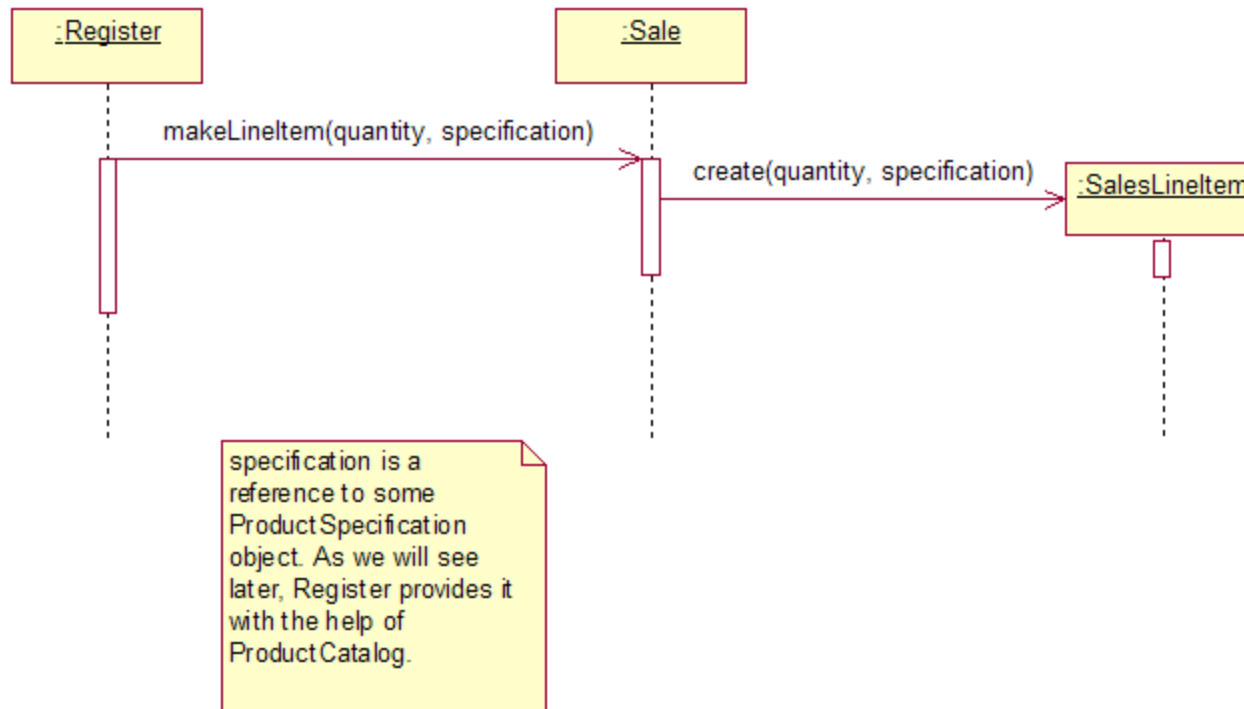 :Register
:Sale
makeLineItem(quantity, specification)
create(quantity, specification)
:SalesLineItem
specification is a
reference to some
ProductSpecification
object. As we will see
later, Register provides it
with the help of
ProductCatalog.